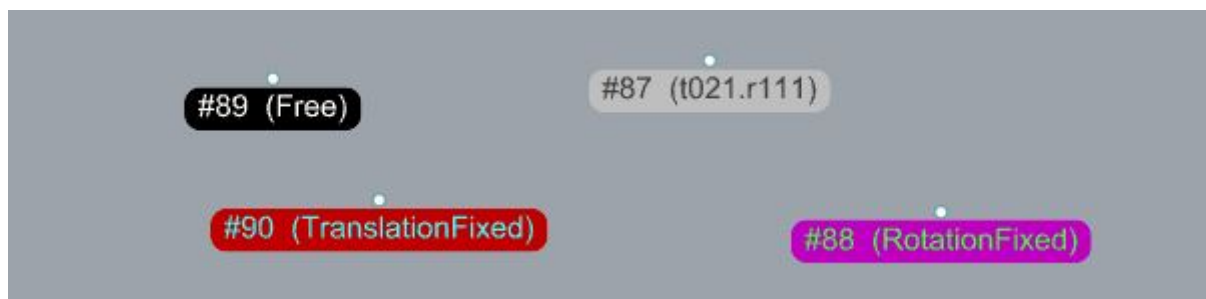 #89 (Free)
#87 (t021.r111)
#90 (TranslationFixed)
#88 (RotationFixed)